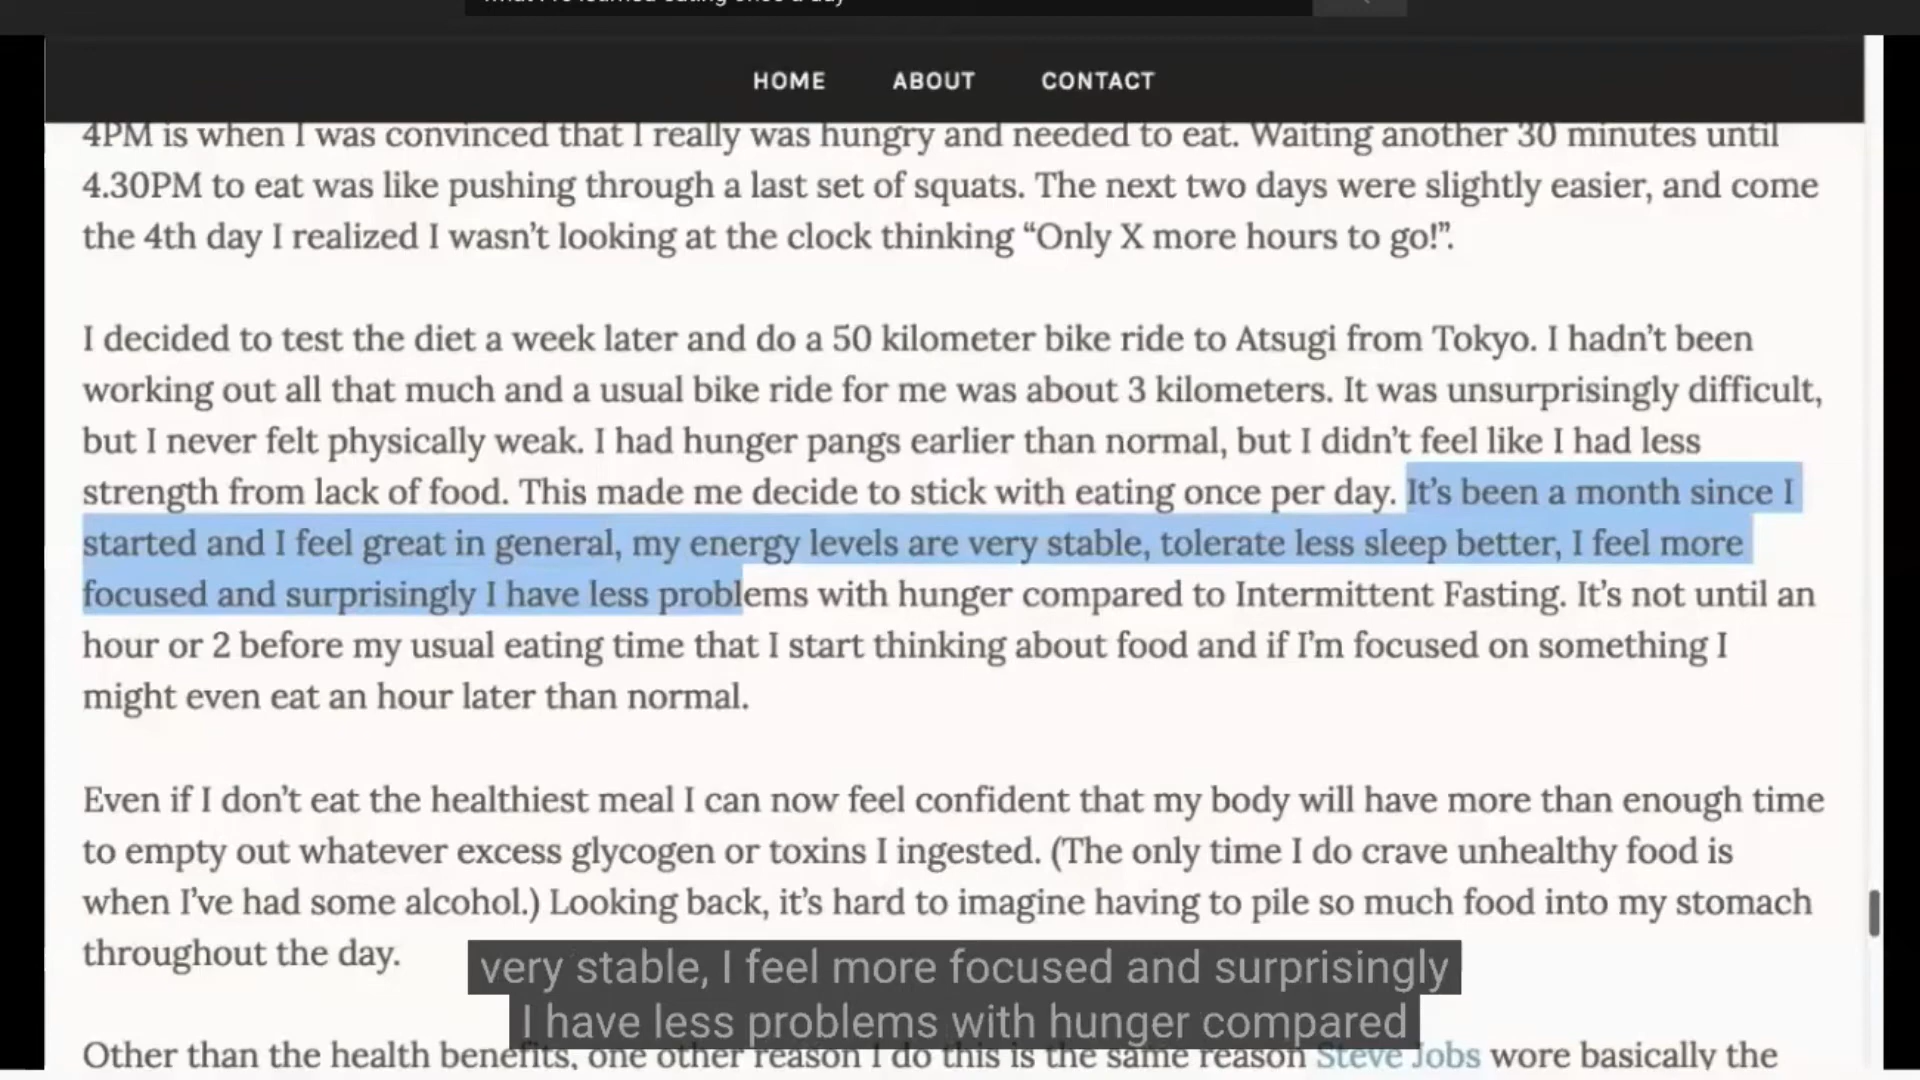 what I've learned eating once a day
HOME ABOUT CONTACT
4PM is when I was convinced that I really was hungry and needed to eat. Waiting another 30 minutes until
4.30PM to eat was like pushing through a last set of squats. The next two days were slightly easier, and come
the 4th day I realized I wasn’t looking at the clock thinking “Only X more hours to go!”.
I decided to test the diet a week later and do a 50 kilometer bike ride to Atsugi from Tokyo. I hadn’t been
working out all that much and a usual bike ride for me was about 3 kilometers. It was unsurprisingly difficult,
but I never felt physically weak. I had hunger pangs earlier than normal, but I didn’t feel like I had less
strength from lack of food. This made me decide to stick with eating once per day. It’s been a month since I
started and I feel great in general, my energy levels are very stable, tolerate less sleep better, I feel more
focused and surprisingly I have less problems with hunger compared to Intermittent Fasting. It’s not until an
hour or 2 before my usual eating time that I start thinking about food and if I’m focused on something I
might even eat an hour later than normal.
Even if I don’t eat the healthiest meal I can now feel confident that my body will have more than enough time
to empty out whatever excess glycogen or toxins I ingested. (The only time I do crave unhealthy food is
when I’ve had some alcohol.) Looking back, it’s hard to imagine having to pile so much food into my stomach
throughout the day.
very stable, I feel more focused and surprisingly
I have less problems with hunger compared
Other than the health benefits, one other reason I do this is the same reason Steve Jobs wore basically the